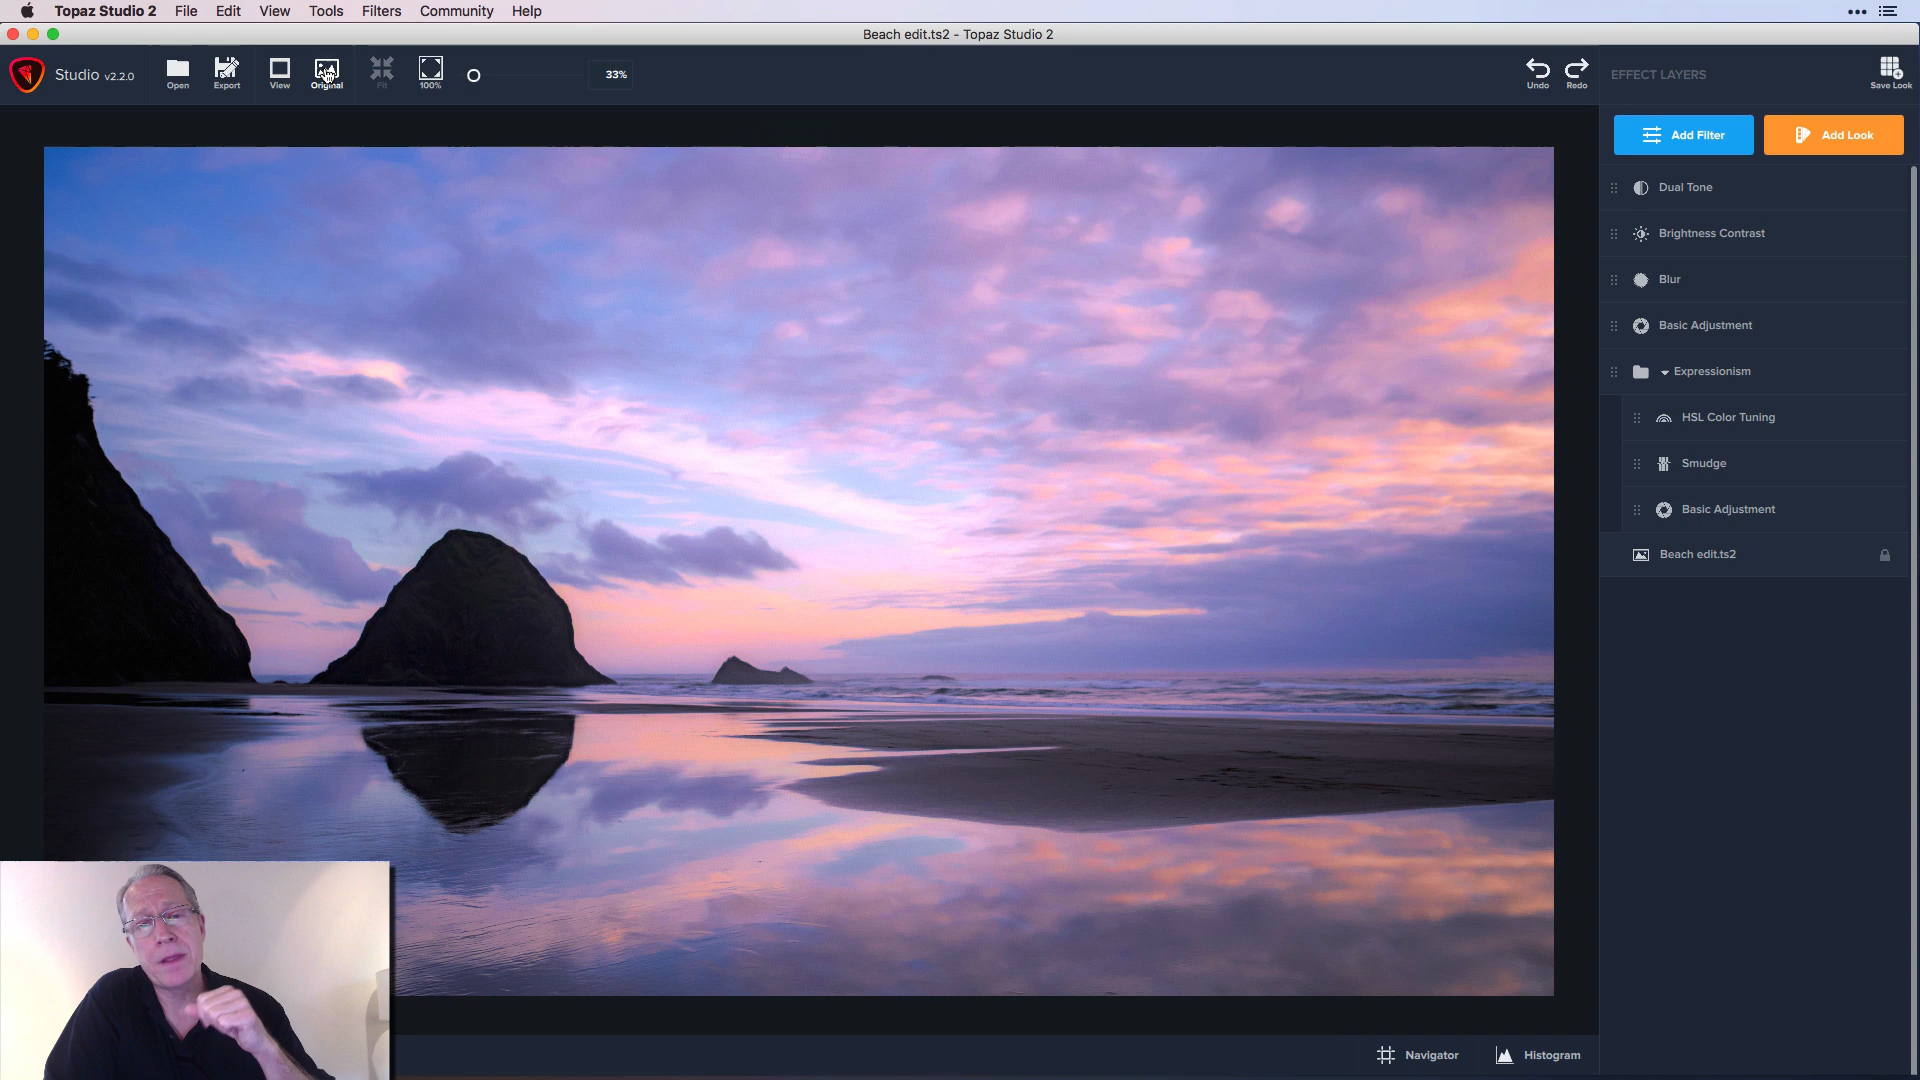 Topaz Studio 2 File Edit View Tools Filters Community Help
Beach edit.ts2 - Topaz Studio 2
Studio v2.2.0
Open
Export
View
Original
Fit
100%
33%
Undo
Redo
EFFECT LAYERS
Save Look
Add Filter
Add Look
Dual Tone
Brightness Contrast
Blur
Basic Adjustment
Expressionism
HSL Color Tuning
Smudge
Basic Adjustment
Beach edit.ts2
Navigator
Histogram